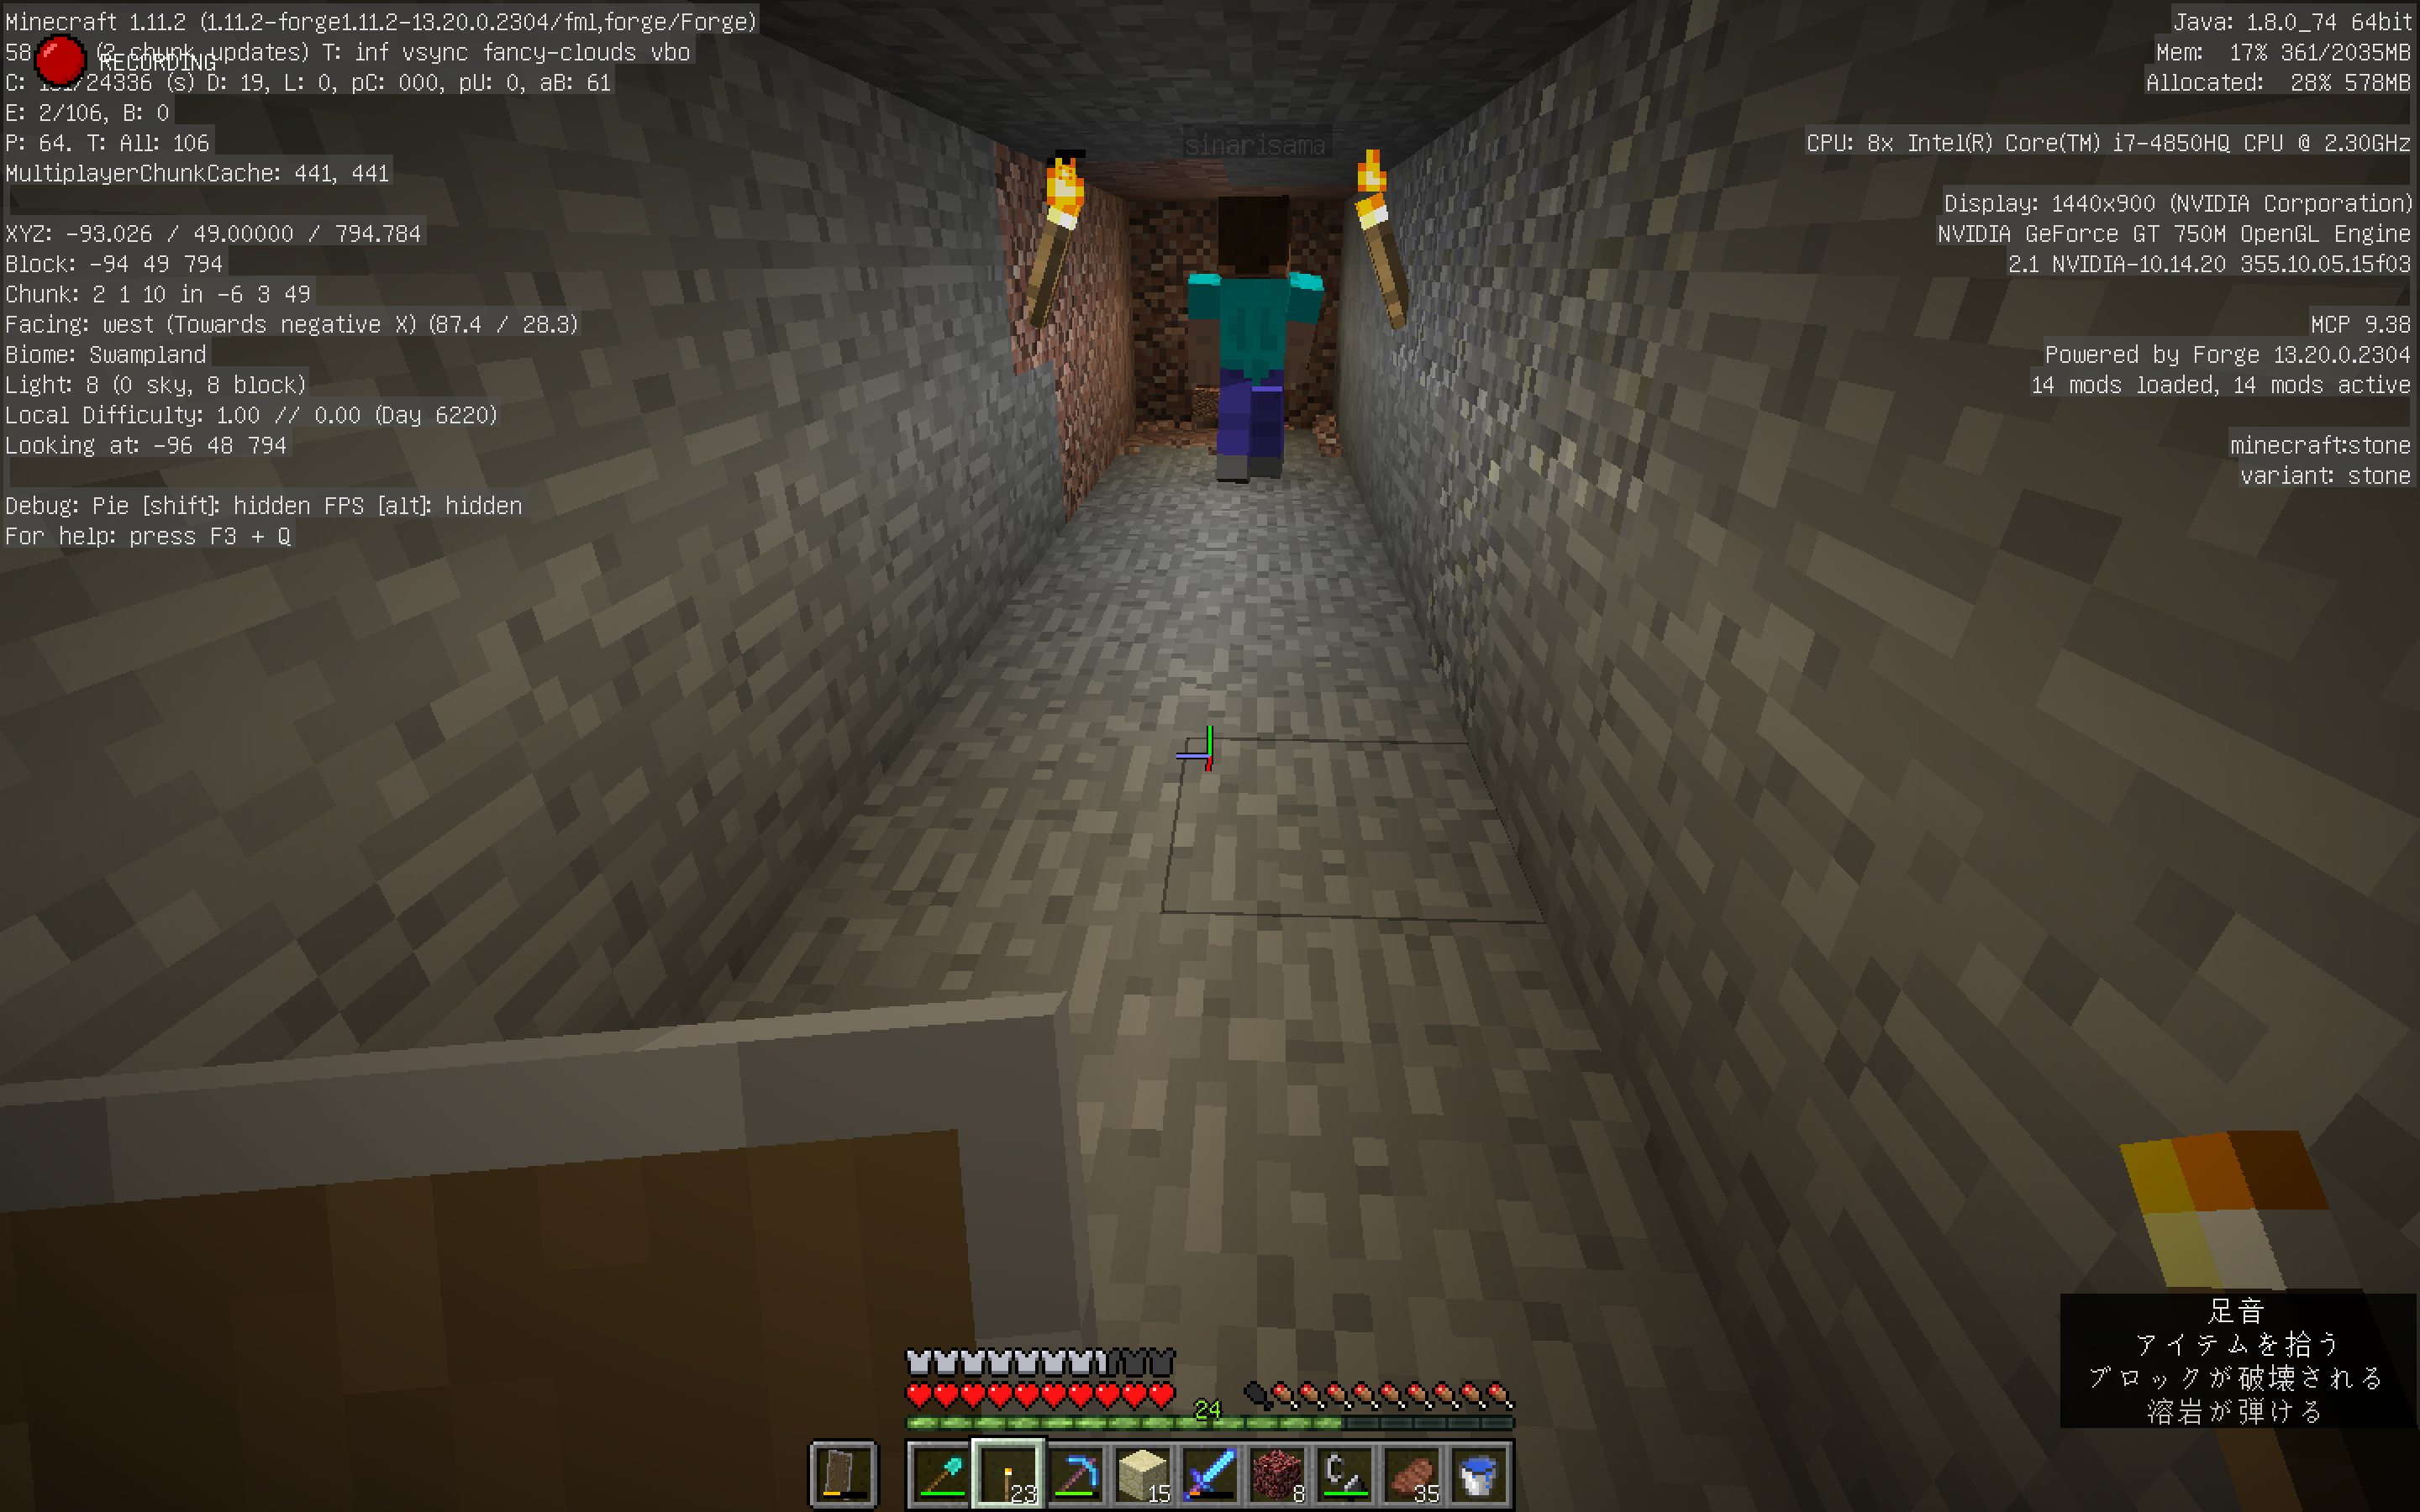 Minecraft 1.11.2 (1.11.2-forge1.11.2-13.20.0.2304/fml,forge/Forge)
58 (2 chunk updates) T: inf vsync fancy-clouds vbo
RECORDING
C: /24336 (s) D: 19, L: 0, pC: 000, pU: 0, aB: 61
E: 2/106, B: 0
P: 64. T: All: 106
MultiplayerChunkCache: 441, 441
XYZ: -93.026 / 49.00000 / 794.784
Block: -94 49 794
Chunk: 2 1 10 in -6 3 49
Facing: west (Towards negative X) (87.4 / 28.3)
Biome: Swampland
Light: 8 (0 sky, 8 block)
Local Difficulty: 1.00 // 0.00 (Day 6220)
Looking at: -96 48 794
Debug: Pie [shift]: hidden FPS [alt]: hidden
For help: press F3 + Q
Java: 1.8.0_74 64bit
Mem: 17% 361/2035MB
Allocated: 28% 578MB
CPU: 8x Intel(R) Core(TM) i7-4850HQ CPU @ 2.30GHz
Display: 1440x900 (NVIDIA Corporation)
NVIDIA GeForce GT 750M OpenGL Engine
2.1 NVIDIA-10.14.20 355.10.05.15f03
MCP 9.38
Powered by Forge 13.20.0.2304
14 mods loaded, 14 mods active
minecraft:stone
variant: stone
sinarisama
足音
アイテムを拾う
ブロックが破壊される
溶岩が弾ける
24
23 15 8 35